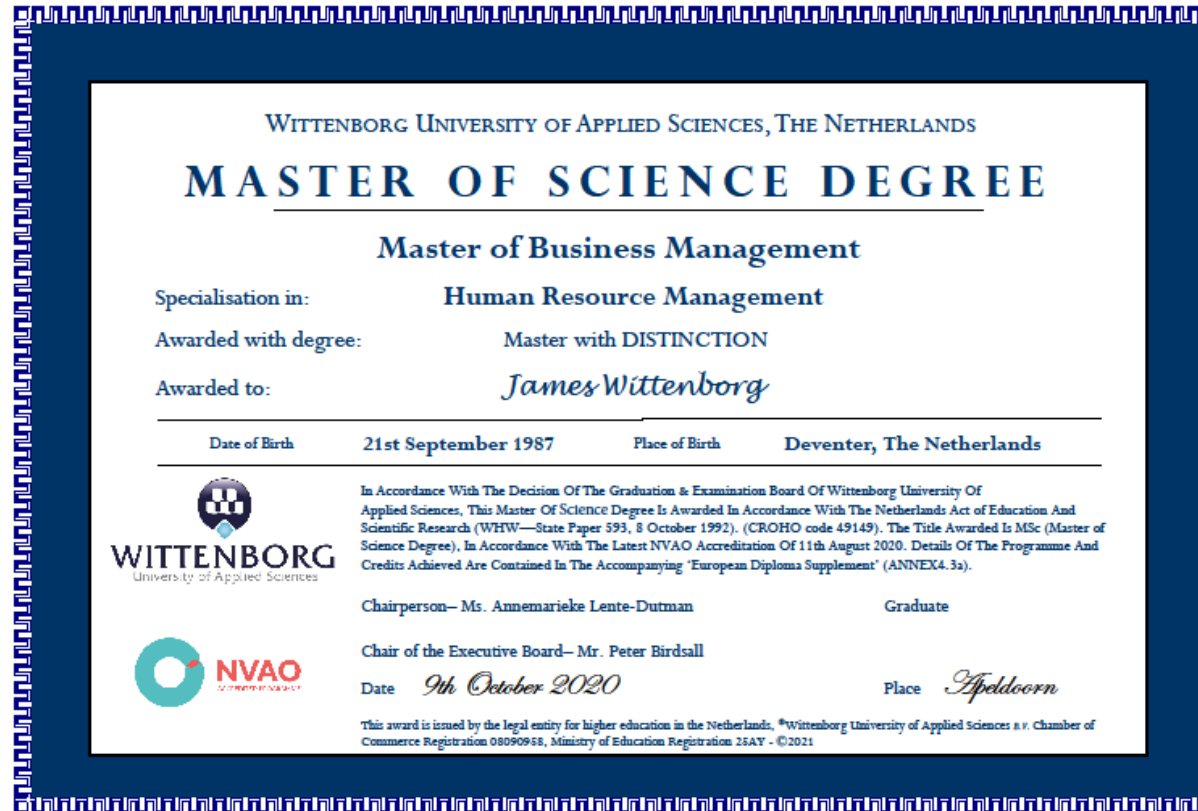 WITTENBORG UNIVERSITY OF APPLIED SCIENCES, THE NETHERLANDS
MASTER OF SCIENCE DEGREE
Master of Business Management
Specialisation in: Human Resource Management
Awarded with degree: Master with DISTINCTION
Awarded to: James Wittenborg
Date of Birth 21st September 1987 Place of Birth Deventer, The Netherlands
In Accordance With The Decision Of The Graduation & Examination Board Of Wittenborg University Of
Applied Sciences, This Master Of Science Degree Is Awarded In Accordance With The Netherlands Act of Education And
Scientific Research (WHW—State Paper 593, 8 October 1992). (CROHO code 49149). The Title Awarded Is MSc (Master of
Science Degree), In Accordance With The Latest NVAO Accreditation Of 11th August 2020. Details Of The Programme And
Credits Achieved Are Contained In The Accompanying 'European Diploma Supplement' (ANNEX4.3a).
WITTENBORG
University of Applied Sciences
Chairperson– Ms. Annemarieke Lente-Dutman Graduate
Chair of the Executive Board– Mr. Peter Birdsall
NVAO
ACCREDITED PROGRAMME
Date 9th October 2020 Place Apeldoorn
This award is issued by the legal entity for higher education in the Netherlands, ®Wittenborg University of Applied Sciences B.V. Chamber of
Commerce Registration 08090958, Ministry of Education Registration 25AY - ©2021